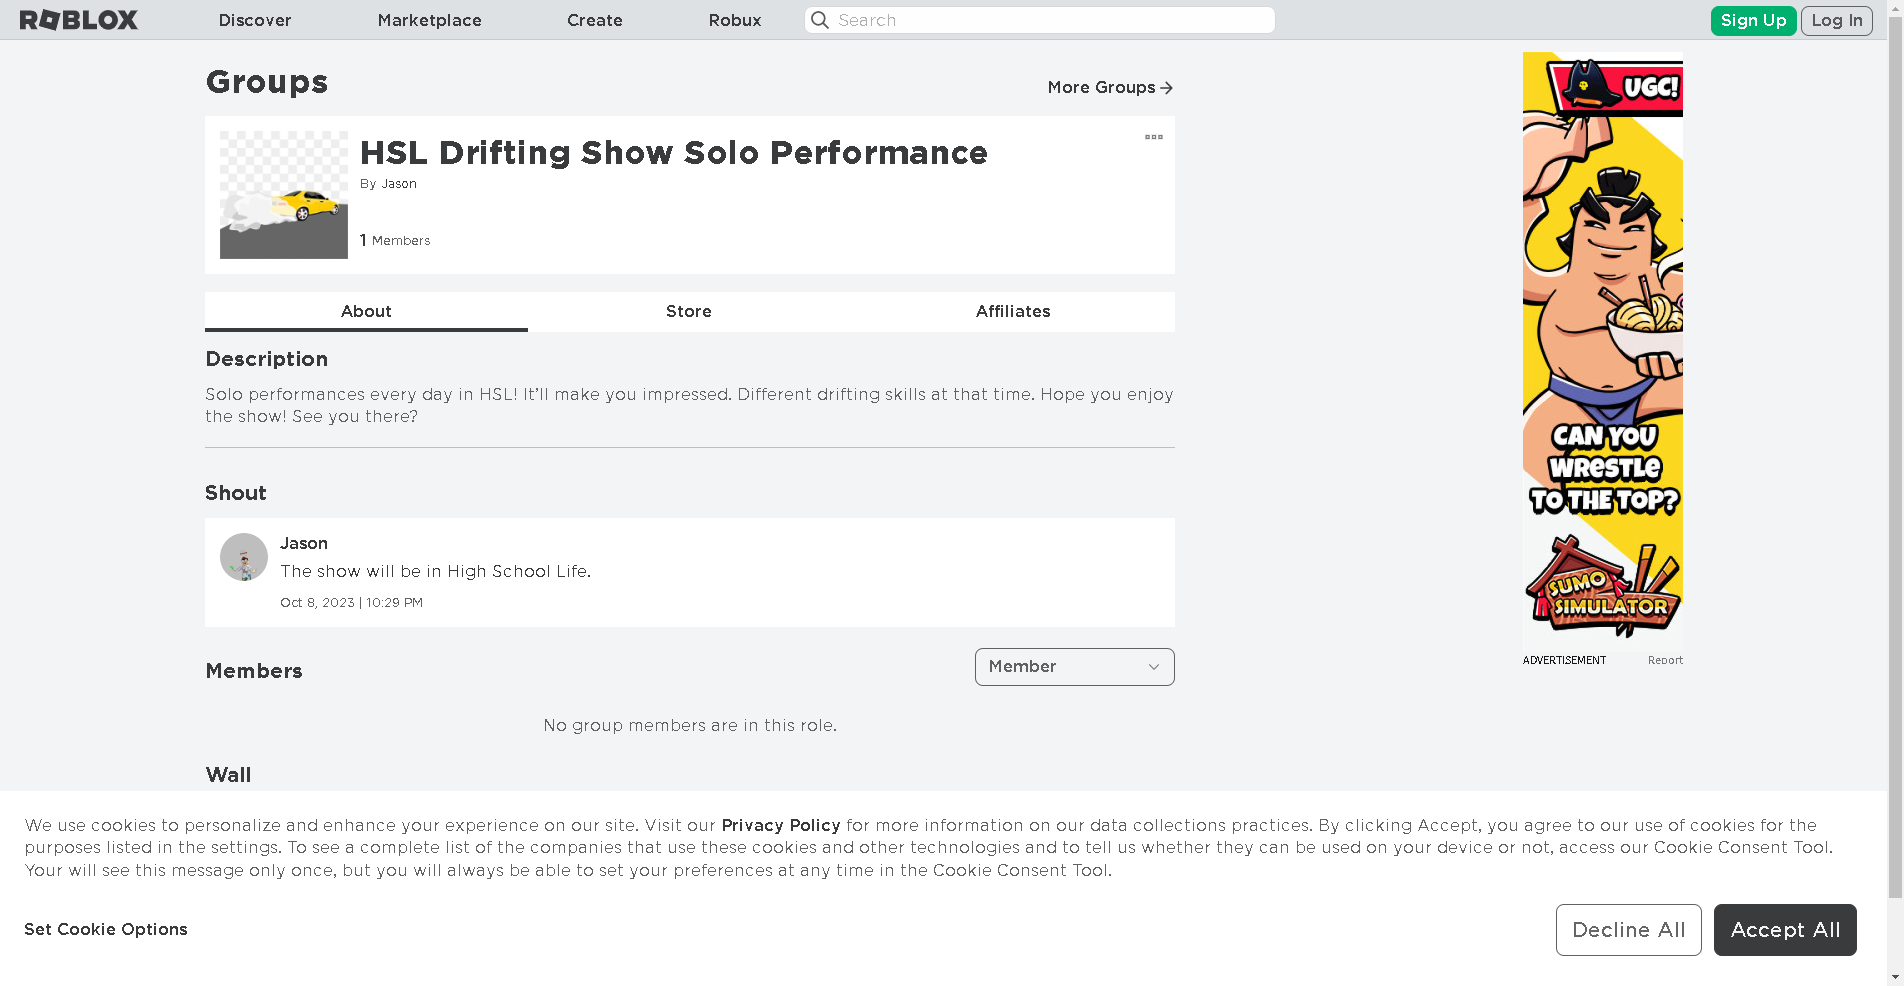 ROBLOX Discover Marketplace Create Robux Search Sign Up Log In
Groups
More Groups
HSL Drifting Show Solo Performance
By Jason
1 Members
About Store Affiliates
Description
Solo performances every day in HSL! It’ll make you impressed. Different drifting skills at that time. Hope you enjoy
the show! See you there?
Shout
Jason
The show will be in High School Life.
Oct 8, 2023 | 10:29 PM
Members
Member
No group members are in this role.
Wall
UGC!
CAN YOU
WRESTLE
TO THE TOP?
SUMO
SIMULATOR
ADVERTISEMENT Report
We use cookies to personalize and enhance your experience on our site. Visit our Privacy Policy for more information on our data collections practices. By clicking Accept, you agree to our use of cookies for the
purposes listed in the settings. To see a complete list of the companies that use these cookies and other technologies and to tell us whether they can be used on your device or not, access our Cookie Consent Tool.
Your will see this message only once, but you will always be able to set your preferences at any time in the Cookie Consent Tool.
Set Cookie Options
Decline All
Accept All